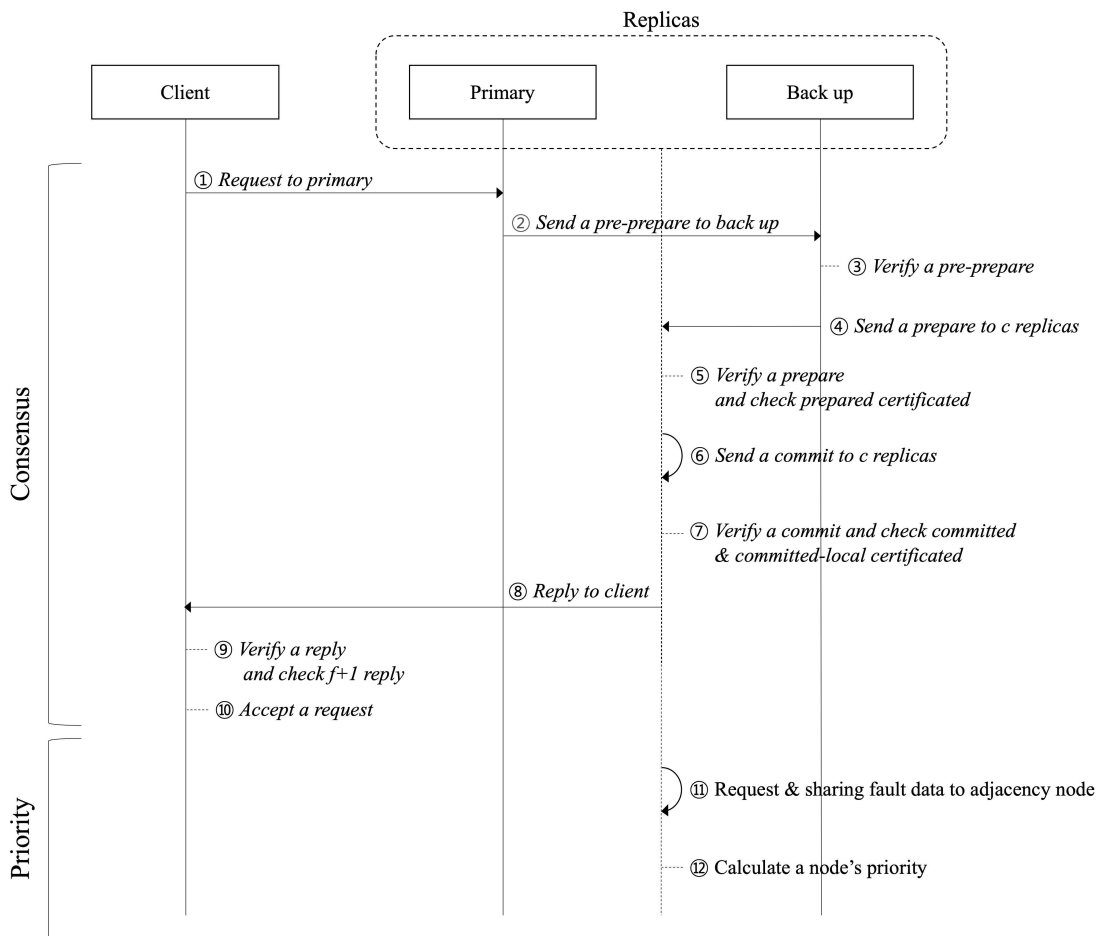 Replicas
Client
Primary
Back up
① Request to primary
② Send a pre-prepare to back up
③ Verify a pre-prepare
④ Send a prepare to c replicas
⑤ Verify a prepare
and check prepared certificated
⑥ Send a commit to c replicas
⑦ Verify a commit and check committed
& committed-local certificated
⑧ Reply to client
⑨ Verify a reply
and check f+1 reply
⑩ Accept a request
Consensus
⑪ Request & sharing fault data to adjacency node
⑫ Calculate a node’s priority
Priority